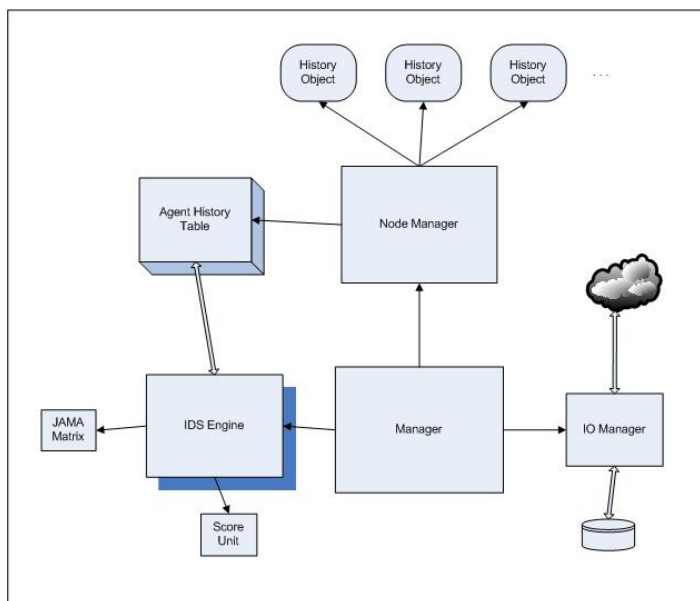 History
Object
History
Object
History
Object
. . .
Agent History
Table
Node Manager
JAMA
Matrix
IDS Engine
Manager
IO Manager
Score
Unit